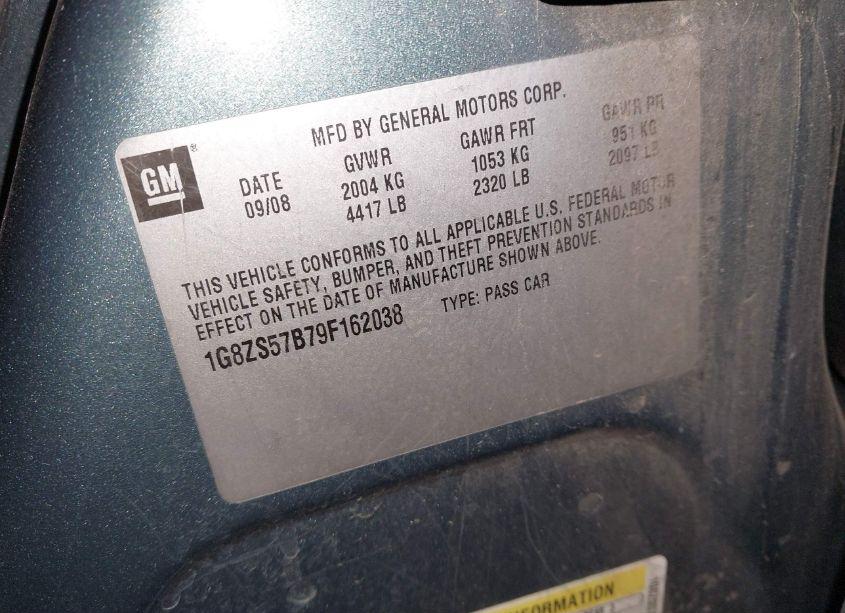 MFD BY GENERAL MOTORS CORP.
GM®
DATE GVWR GAWR FRT GAWR RR
09/08 2004 KG 1053 KG 951 KG
4417 LB 2320 LB 2097 LB
THIS VEHICLE CONFORMS TO ALL APPLICABLE U.S. FEDERAL MOTOR
VEHICLE SAFETY, BUMPER, AND THEFT PREVENTION STANDARDS IN
EFFECT ON THE DATE OF MANUFACTURE SHOWN ABOVE.
1G8ZS57B79F162038 TYPE: PASS CAR
INFORMATION